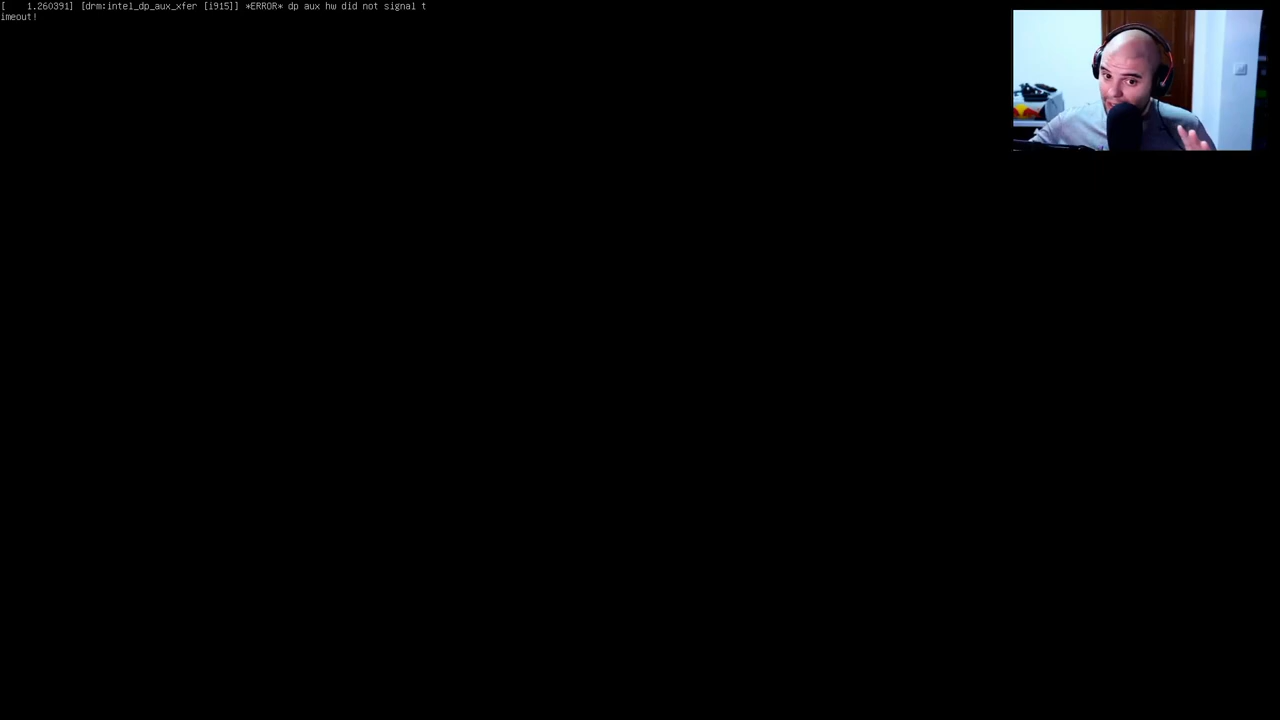 [    1.260391] [drm:intel_dp_aux_xfer [i915]] *ERROR* dp aux hw did not signal t
imeout!